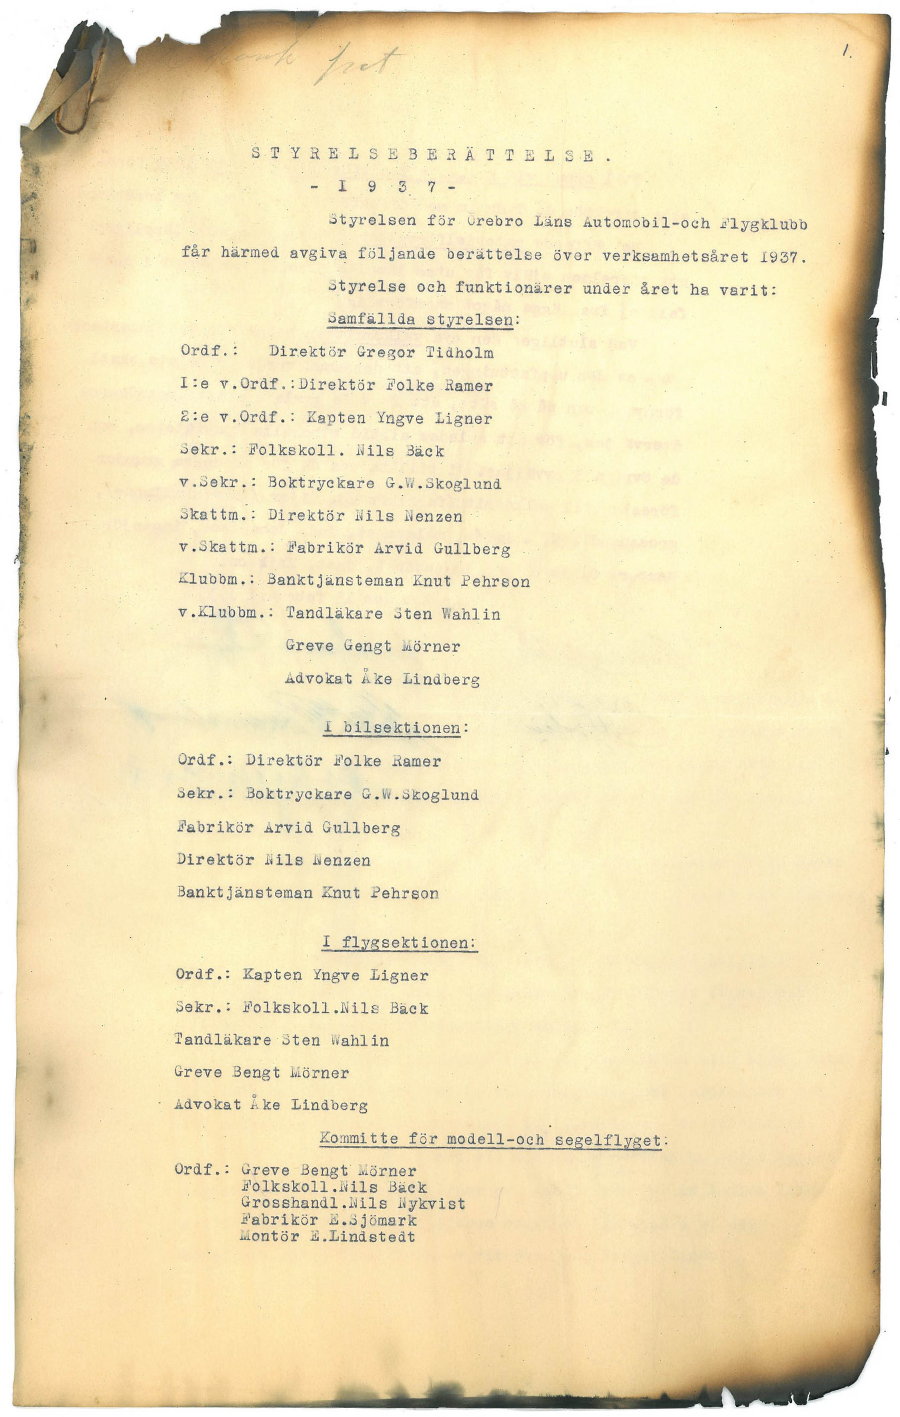 1.
STYRELSEBERÄTTELSE.
- I 9 3 7 -
Styrelsen för Örebro Läns Automobil-och Flygklubb
får härmed avgiva följande berättelse över verksamhetsåret I937.
Styrelse och funktionärer under året ha varit:
Samfällda styrelsen:
Ordf.: Direktör Gregor Tidholm
I:e v.Ordf.:Direktör Folke Ramer
2:e v.Ordf.: Kapten Yngve Ligner
Sekr.: Folkskoll. Nils Bäck
v.Sekr.: Boktryckare G.W.Skoglund
Skattm.: Direktör Nils Nenzen
v.Skattm.: Fabrikör Arvid Gullberg
Klubbm.: Banktjänsteman Knut Pehrson
v.Klubbm.: Tandläkare Sten Wahlin
Greve Gengt Mörner
Advokat Åke Lindberg
I bilsektionen:
Ordf.: Direktör Folke Ramer
Sekr.: Boktryckare G.W.Skoglund
Fabrikör Arvid Gullberg
Direktör Nils Nenzen
Banktjänsteman Knut Pehrson
I flygsektionen:
Ordf.: Kapten Yngve Ligner
Sekr.: Folkskoll.Nils Bäck
Tandläkare Sten Wahlin
Greve Bengt Mörner
Advokat Åke Lindberg
Kommitte för modell-och segelflyget:
Ordf.: Greve Bengt Mörner
Folkskoll.Nils Bäck
Grosshandl.Nils Nykvist
Fabrikör E.Sjömark
Montör E.Lindstedt